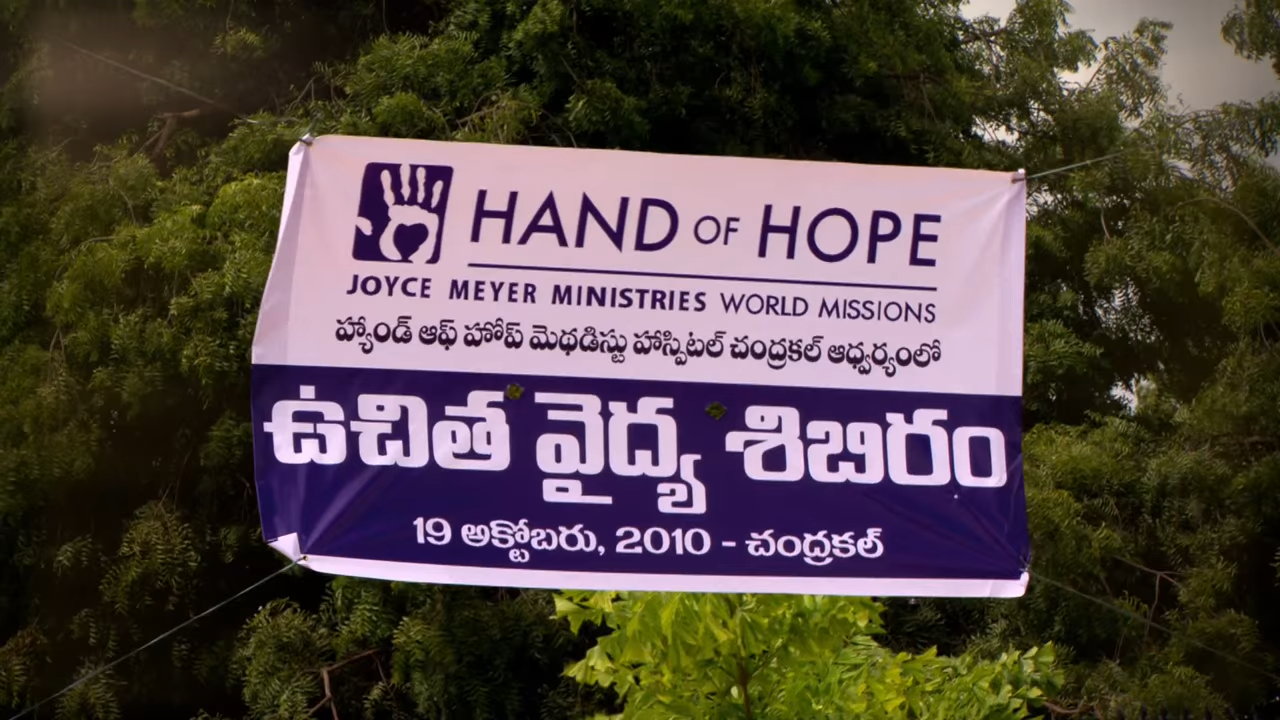 HAND OF HOPE
JOYCE MEYER MINISTRIES WORLD MISSIONS
హ్యాండ్ ఆఫ్ హోప్ మెథడిస్టు హాస్పిటల్ చంద్రకల్ ఆధ్వర్యంలో
ఉచిత వైద్య శిబిరం
19 అక్టోబరు, 2010 - చంద్రకల్